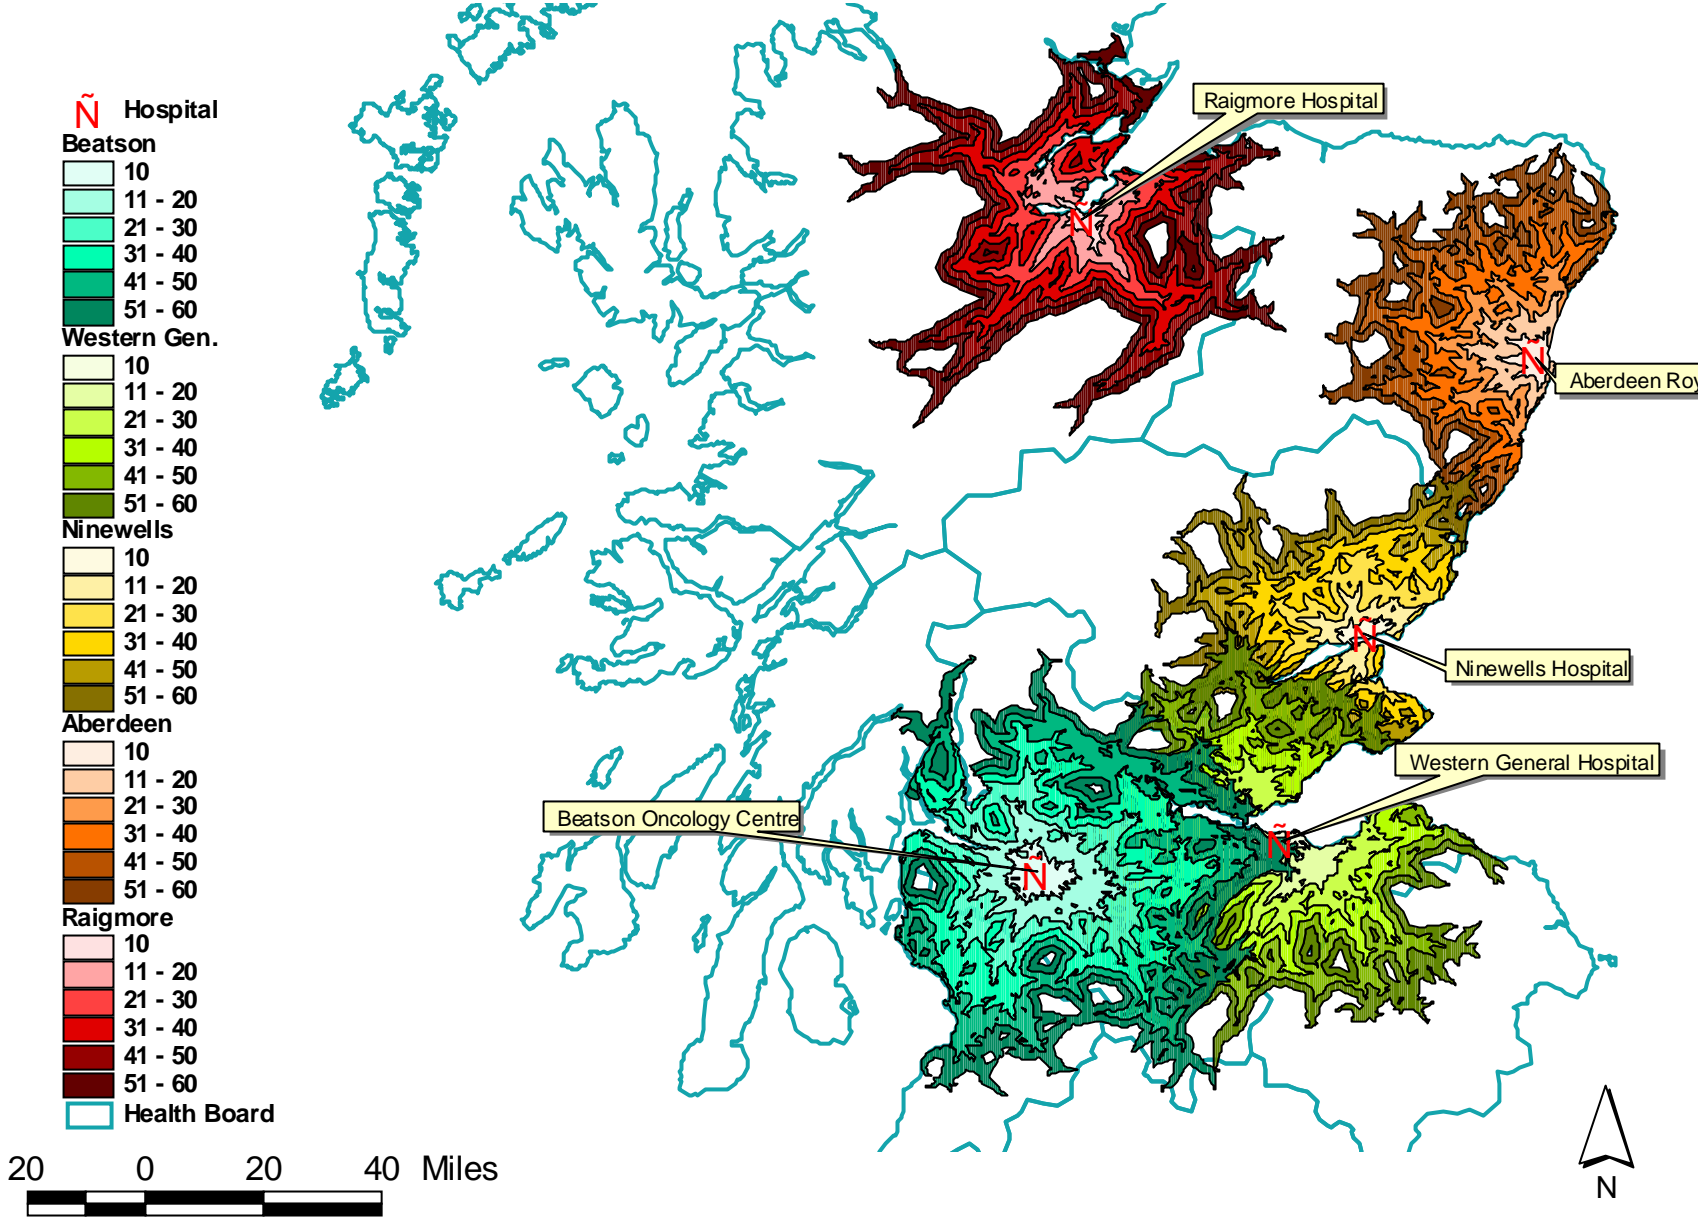 Ñ Hospital
Beatson
10
11 - 20
21 - 30
31 - 40
41 - 50
51 - 60
Western Gen.
10
11 - 20
21 - 30
31 - 40
41 - 50
51 - 60
Ninewells
10
11 - 20
21 - 30
31 - 40
41 - 50
51 - 60
Aberdeen
10
11 - 20
21 - 30
31 - 40
41 - 50
51 - 60
Raigmore
10
11 - 20
21 - 30
31 - 40
41 - 50
51 - 60
Health Board
20 0 20 40 Miles
Raigmore Hospital
Ñ
Ñ
Aberdeen Roy
Ñ
Ninewells Hospital
Western General Hospital
Beatson Oncology Centre
Ñ
Ñ
N